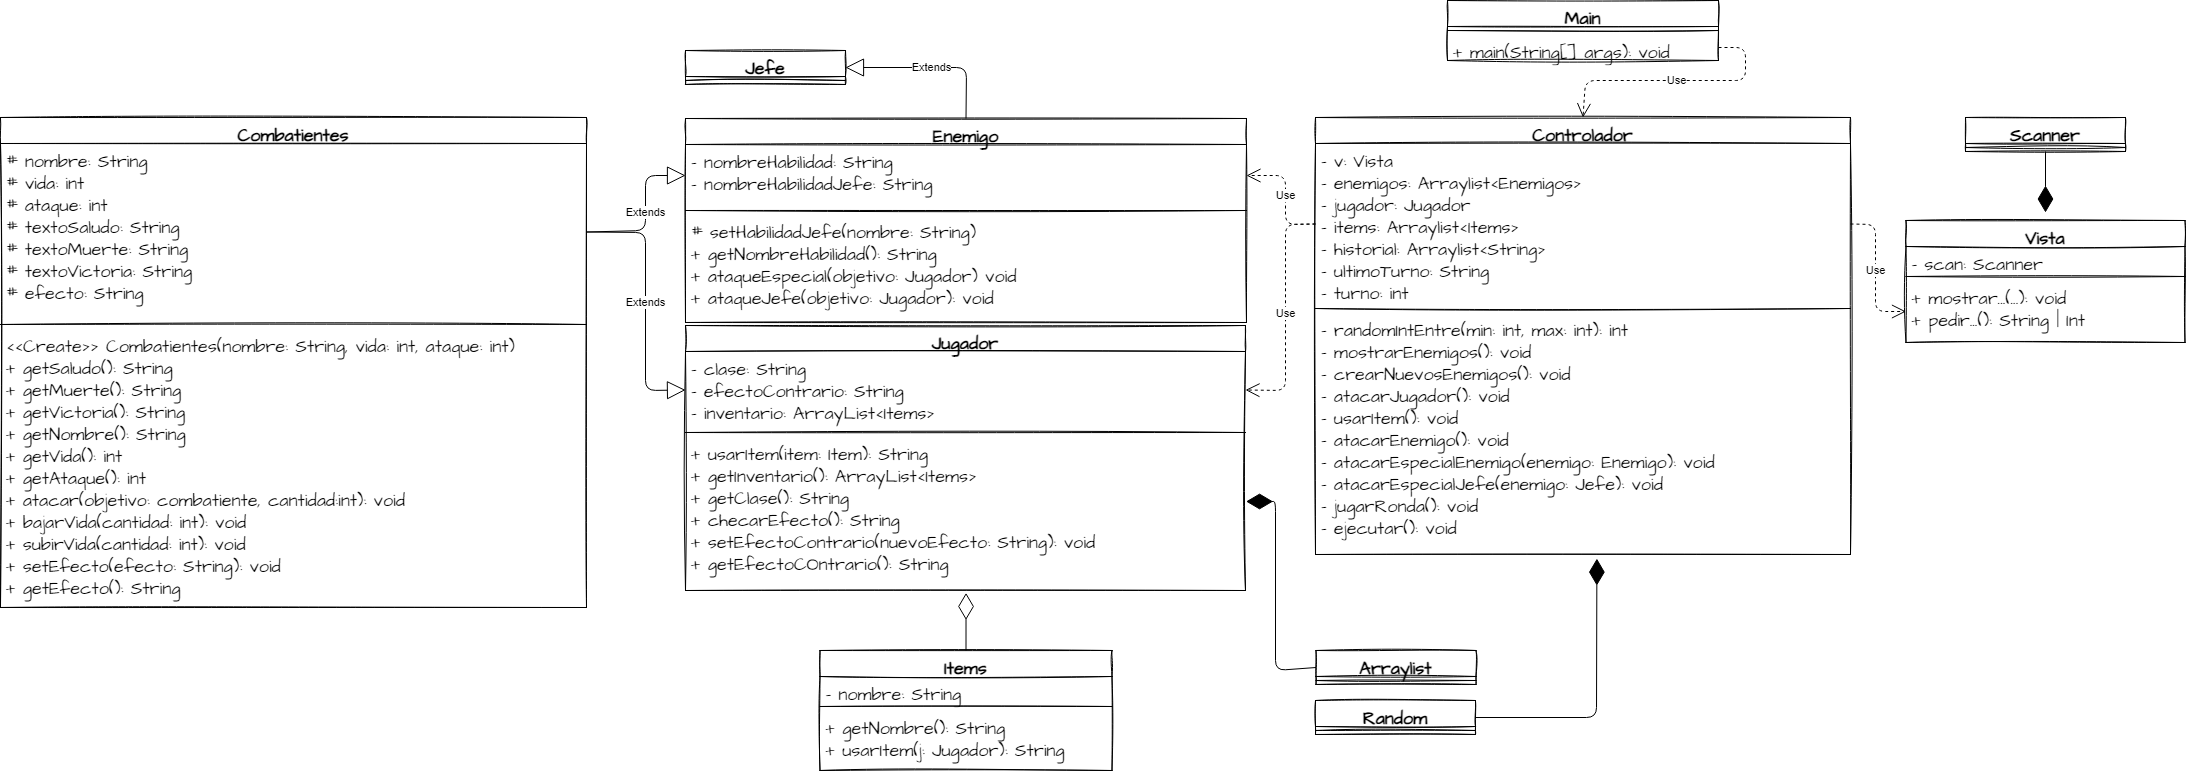 Main
+ main(String[] args): void
Use
Jefe
Extends
Combatientes
# nombre: String
# vida: int
# ataque: int
# textoSaludo: String
# textoMuerte: String
# textoVictoria: String
# efecto: String
<<Create>> Combatientes(nombre: String, vida: int, ataque: int)
+ getSaludo(): String
+ getMuerte(): String
+ getVictoria(): String
+ getNombre(): String
+ getVida(): int
+ getAtaque(): int
+ atacar(objetivo: combatiente, cantidad:int): void
+ bajarVida(cantidad: int): void
+ subirVida(cantidad: int): void
+ setEfecto(efecto: String): void
+ getEfecto(): String
Extends
Extends
Enemigo
- nombreHabilidad: String
- nombreHabilidadJefe: String
# setHabilidadJefe(nombre: String)
+ getNombreHabilidad(): String
+ ataqueEspecial(objetivo: Jugador) void
+ ataqueJefe(objetivo: Jugador): void
Jugador
- clase: String
- efectoContrario: String
- inventario: ArrayList<Items>
+ usarItem(item: Item): String
+ getInventario(): ArrayList<Items>
+ getClase(): String
+ checarEfecto(): String
+ setEfectoContrario(nuevoEfecto: String): void
+ getEfectoCOntrario(): String
Items
- nombre: String
+ getNombre(): String
+ usarItem(j: Jugador): String
Use
Use
Controlador
- v: Vista
- enemigos: Arraylist<Enemigos>
- jugador: Jugador
- items: Arraylist<Items>
- historial: Arraylist<String>
- ultimoTurno: String
- turno: int
- randomIntEntre(min: int, max: int): int
- mostrarEnemigos(): void
- crearNuevosEnemigos(): void
- atacarJugador(): void
- usarItem(): void
- atacarEnemigo(): void
- atacarEspecialEnemigo(enemigo: Enemigo): void
- atacarEspecialJefe(enemigo: Jefe): void
- jugarRonda(): void
- ejecutar(): void
Arraylist
Random
Use
Scanner
Vista
- scan: Scanner
+ mostrar...(...): void
+ pedir...(): String | Int